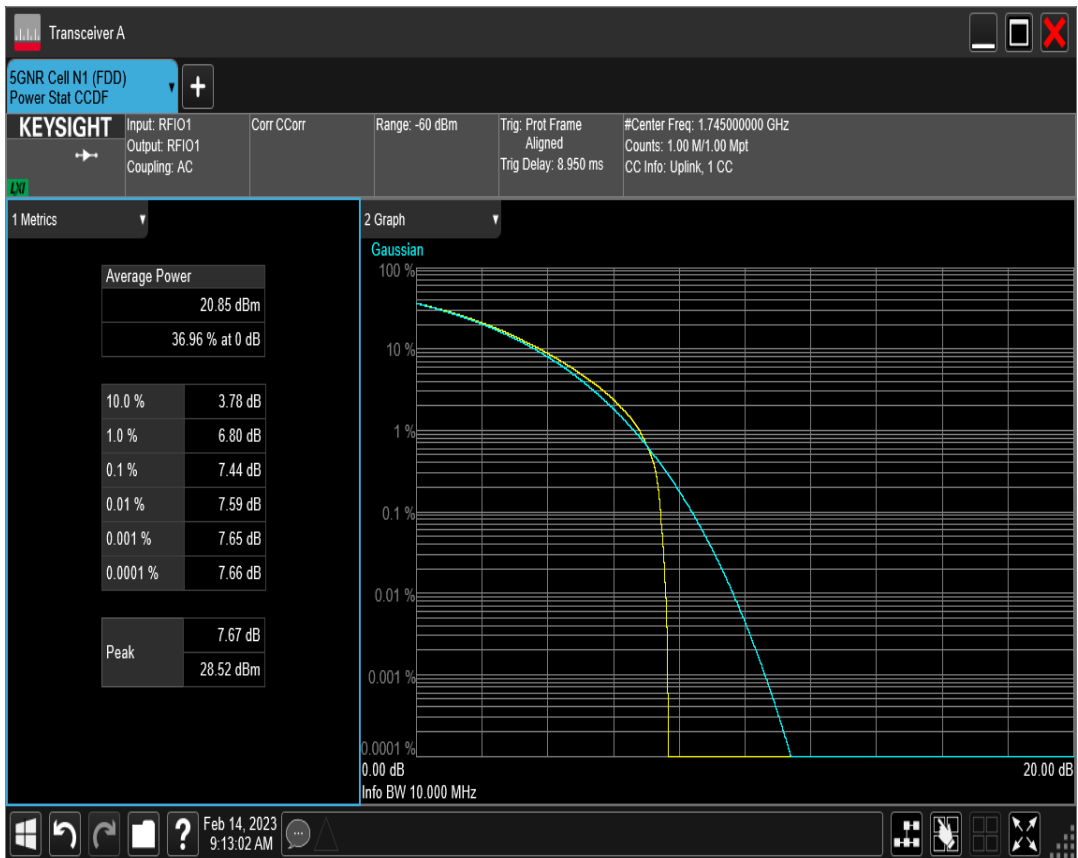 Transceiver A
5GNR Cell N1 (FDD)
Power Stat CCDF
+
KEYSIGHT
LXI
Input: RFIO1
Output: RFIO1
Coupling: AC
Corr CCorr
Range: -60 dBm
Trig: Prot Frame
Aligned
Trig Delay: 8.950 ms
#Center Freq: 1.745000000 GHz
Counts: 1.00 M/1.00 Mpt
CC Info: Uplink, 1 CC
1 Metrics
Average Power
20.85 dBm
36.96 % at 0 dB
10.0 % 3.78 dB
1.0 % 6.80 dB
0.1 % 7.44 dB
0.01 % 7.59 dB
0.001 % 7.65 dB
0.0001 % 7.66 dB
Peak
7.67 dB
28.52 dBm
2 Graph
Gaussian
100 %
10 %
1 %
0.1 %
0.01 %
0.001 %
0.0001 %
0.00 dB 20.00 dB
Info BW 10.000 MHz
?
Feb 14, 2023
9:13:02 AM